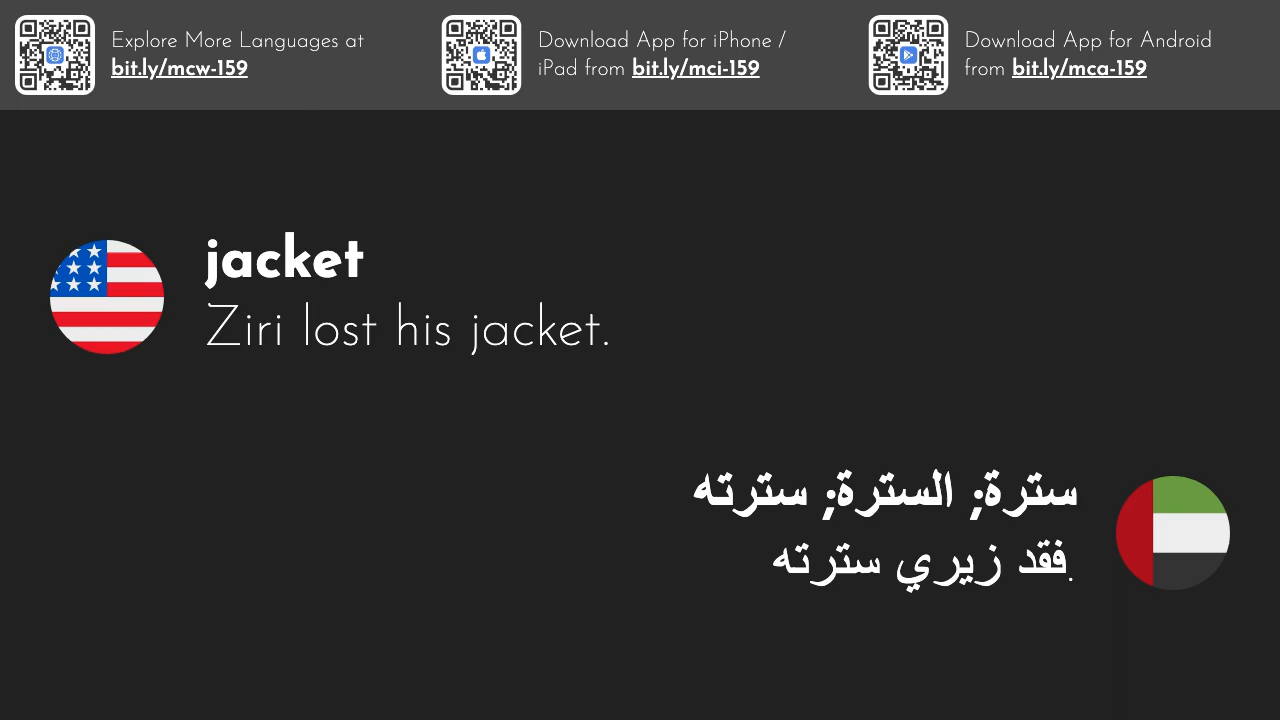 Explore More Languages at
bit.ly/mcw-159
Download App for iPhone /
iPad from bit.ly/mci-159
Download App for Android
from bit.ly/mca-159
jacket
Ziri lost his jacket.
سترة; السترة; سترته
فقد زيري سترته.